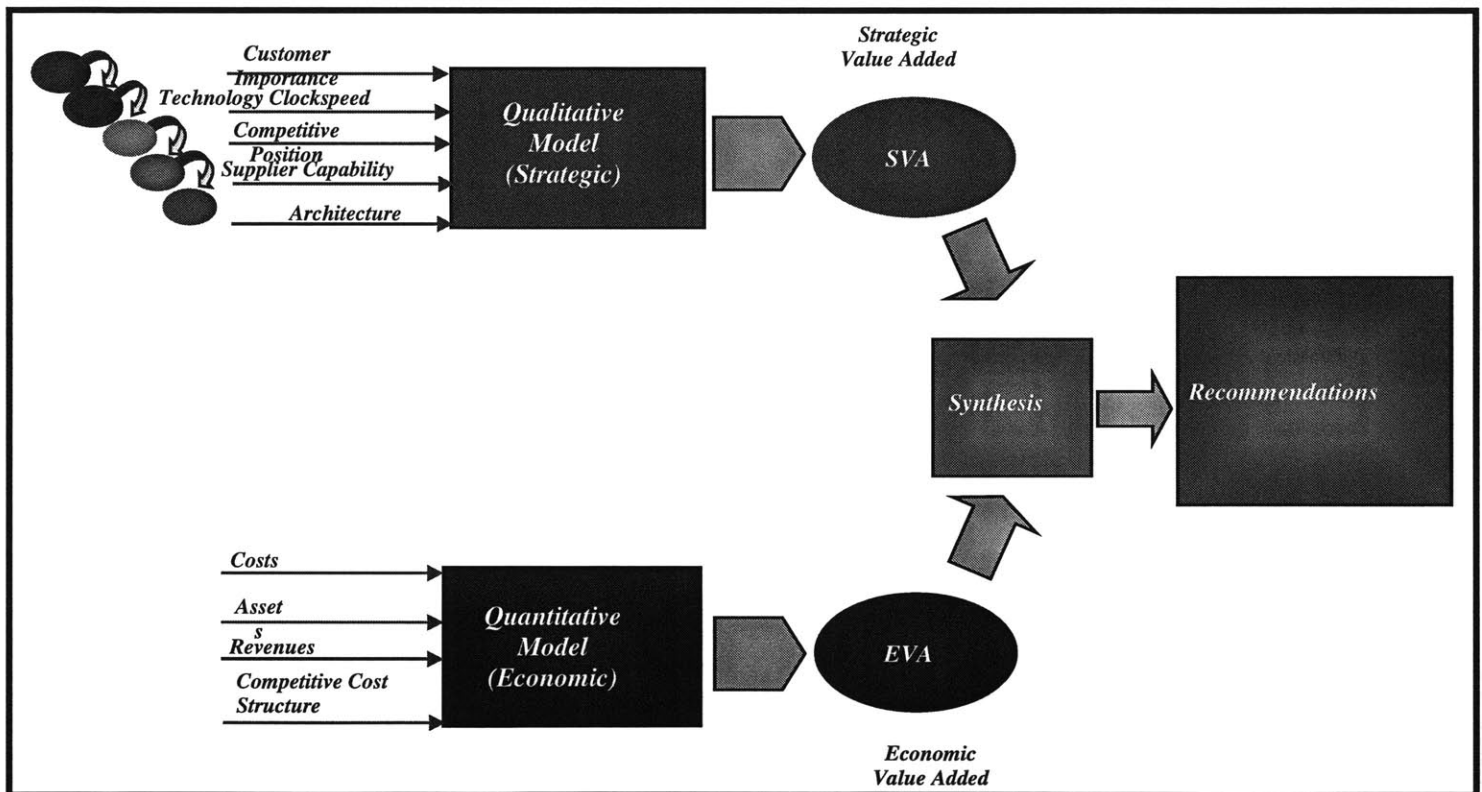 Customer
Importance
Technology Clockspeed
Competitive
Position
Supplier Capability
Architecture
Qualitative
Model
(Strategic)
Strategic
Value Added
SVA
Synthesis
Recommendations
Costs
Asset
s
Revenues
Competitive Cost
Structure
Quantitative
Model
(Economic)
EVA
Economic
Value Added